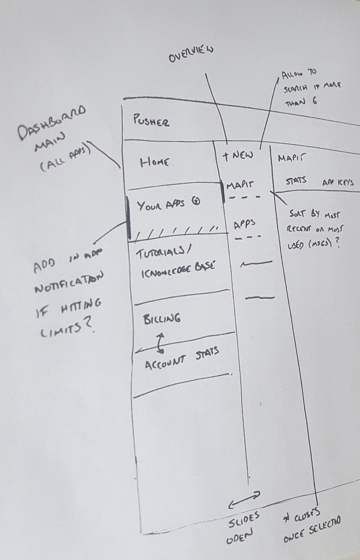 OVERVIEW
ALLOW TO
SEARCH IF MORE
THAN 6
DASHBOARD
MAIN
(ALL APPS)
PUSHER
HOME
+ NEW
MAPIT
STATS APP KEYS
YOUR APPS
MAPIT
APPS
SORT BY MOST
RECENT OR MOST
USED (MSGS)?
ADD IN APP
NOTIFICATION
IF HITTING
LIMITS?
TUTORIALS/
KNOWLEDGE BASE
BILLING
ACCOUNT STATS
SLIDES
OPEN
* CLOSES
ONCE SELECTED